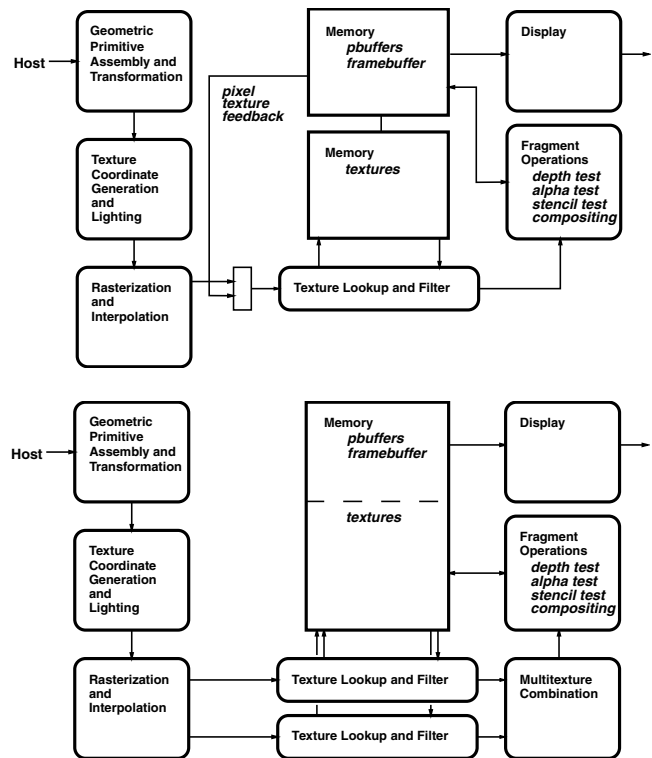 Geometric
Primitive
Assembly and
Transformation
Host
Memory
pbuffers
framebuffer
Display
pixel
texture
feedback
Texture
Coordinate
Generation
and
Lighting
Memory
textures
Fragment
Operations
depth test
alpha test
stencil test
compositing
Rasterization
and
Interpolation
Texture Lookup and Filter
Geometric
Primitive
Assembly and
Transformation
Host
Memory
pbuffers
framebuffer
Display
textures
Texture
Coordinate
Generation
and
Lighting
Fragment
Operations
depth test
alpha test
stencil test
compositing
Rasterization
and
Interpolation
Texture Lookup and Filter
Multitexture
Combination
Texture Lookup and Filter